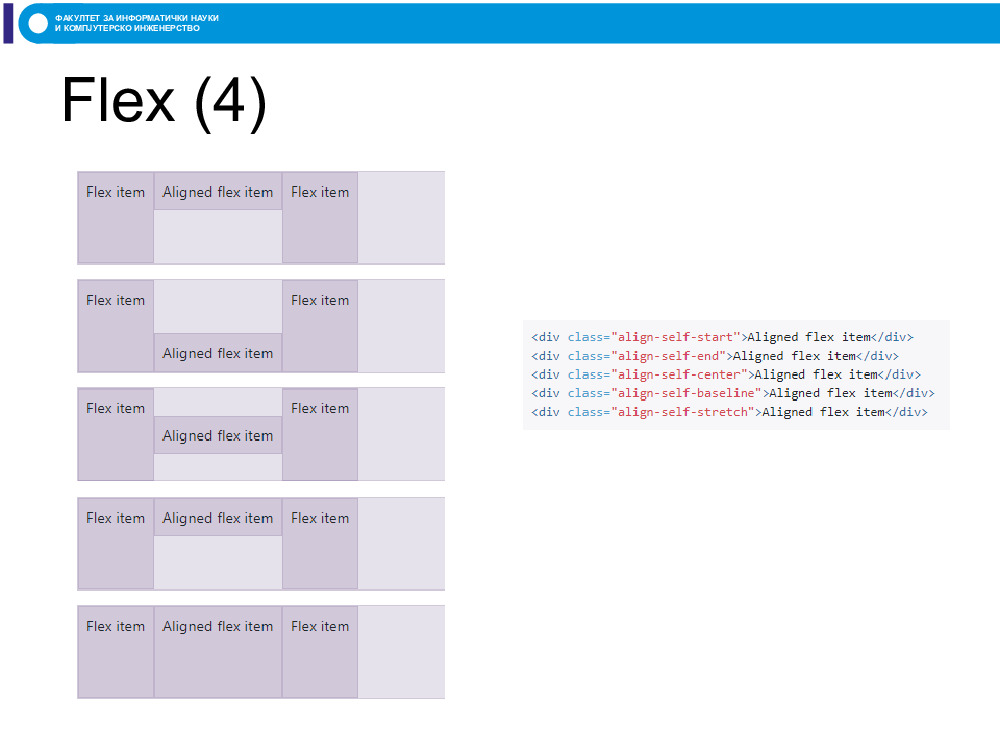 ФАКУЛТЕТ ЗА ИНФОРМАТИЧКИ НАУКИ
И КОМПЈУТЕРСКО ИНЖЕНЕРСТВО
Flex (4)
Flex item Aligned flex item Flex item
Flex item Flex item
Aligned flex item
Flex item Flex item
Aligned flex item
Flex item Aligned flex item Flex item
Flex item Aligned flex item Flex item
<div class="align-self-start">Aligned flex item</div>
<div class="align-self-end">Aligned flex item</div>
<div class="align-self-center">Aligned flex item</div>
<div class="align-self-baseline">Aligned flex item</div>
<div class="align-self-stretch">Aligned flex item</div>